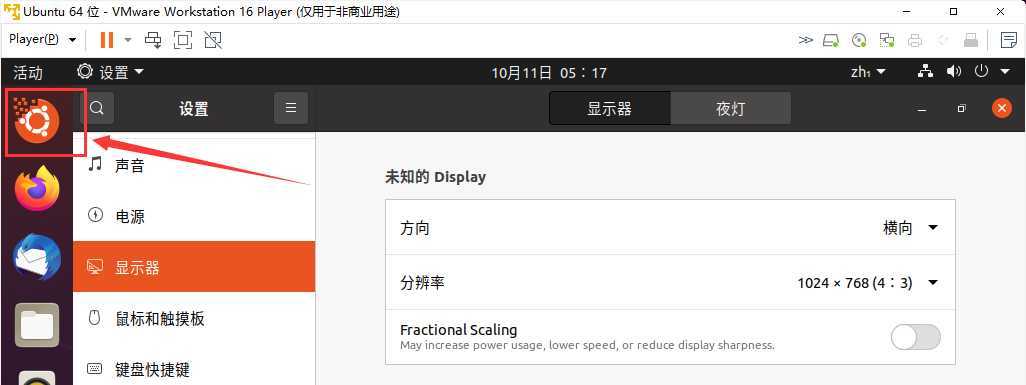 Ubuntu 64 位 - VMware Workstation 16 Player (仅用于非商业用途)
Player(P)
活动 设置 10月11日 05：17 zh₁
设置 显示器 夜灯
声音
电源
显示器
鼠标和触摸板
键盘快捷键
未知的 Display
方向 横向
分辨率 1024 × 768 (4：3)
Fractional Scaling
May increase power usage, lower speed, or reduce display sharpness.